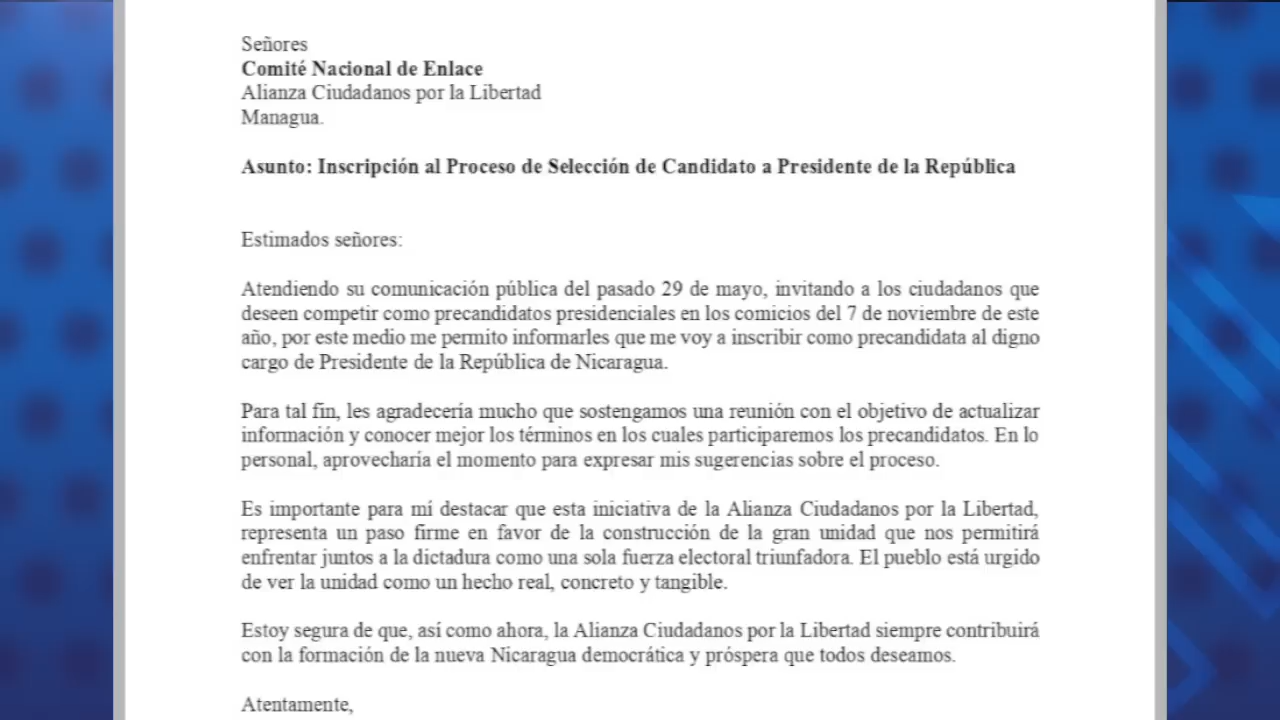 Señores
Comité Nacional de Enlace
Alianza Ciudadanos por la Libertad
Managua.
Asunto: Inscripción al Proceso de Selección de Candidato a Presidente de la República
Estimados señores:
Atendiendo su comunicación pública del pasado 29 de mayo, invitando a los ciudadanos que
deseen competir como precandidatos presidenciales en los comicios del 7 de noviembre de este
año, por este medio me permito informarles que me voy a inscribir como precandidata al digno
cargo de Presidente de la República de Nicaragua.
Para tal fin, les agradecería mucho que sostengamos una reunión con el objetivo de actualizar
información y conocer mejor los términos en los cuales participaremos los precandidatos. En lo
personal, aprovecharía el momento para expresar mis sugerencias sobre el proceso.
Es importante para mí destacar que esta iniciativa de la Alianza Ciudadanos por la Libertad,
representa un paso firme en favor de la construcción de la gran unidad que nos permitirá
enfrentar juntos a la dictadura como una sola fuerza electoral triunfadora. El pueblo está urgido
de ver la unidad como un hecho real, concreto y tangible.
Estoy segura de que, así como ahora, la Alianza Ciudadanos por la Libertad siempre contribuirá
con la formación de la nueva Nicaragua democrática y próspera que todos deseamos.
Atentamente,